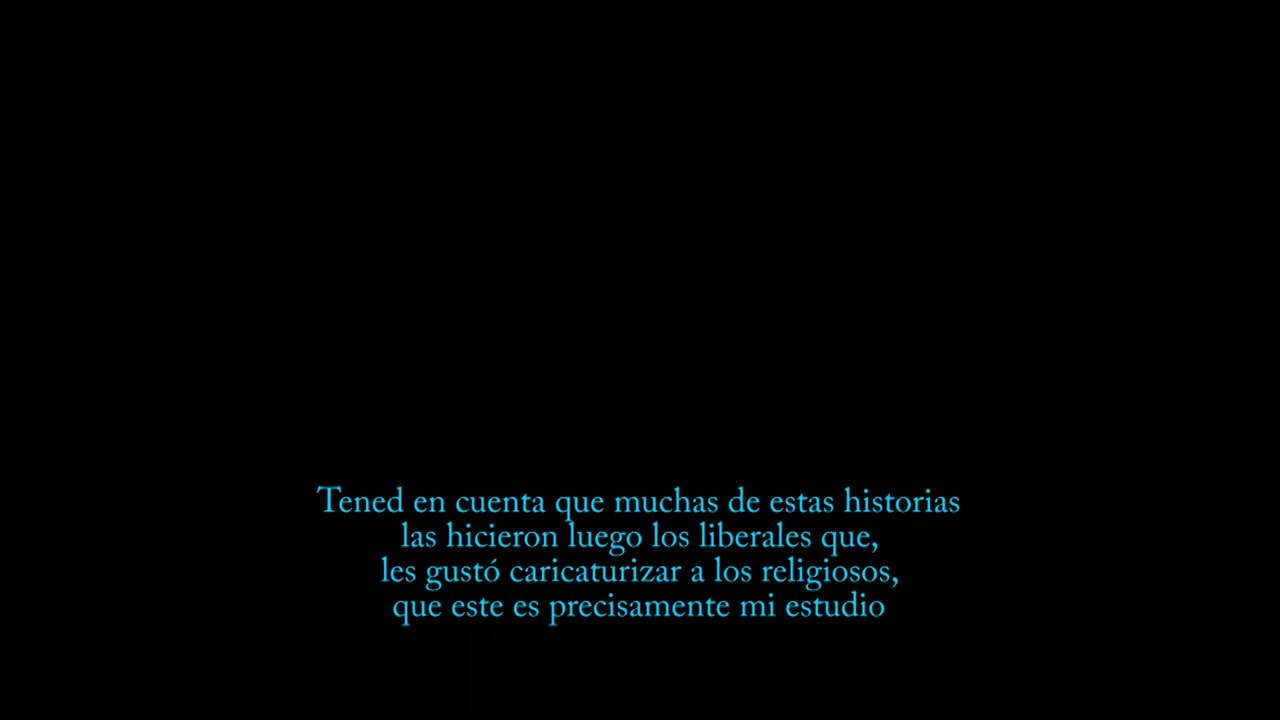 Tened en cuenta que muchas de estas historias
las hicieron luego los liberales que,
les gustó caricaturizar a los religiosos,
que este es precisamente mi estudio